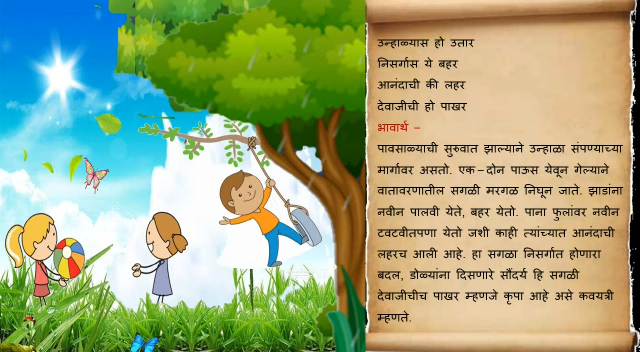 उन्हाळ्यास हो उतार
निसर्गास ये बहर
आनंदाची की लहर
देवाजीची हो पाखर
भावार्थ –
पावसाळ्याची सुरुवात झाल्याने उन्हाळा संपण्याच्या
मार्गावर असतो. एक–दोन पाऊस येवून गेल्याने
वातावरणातील सगळी मरगळ निघून जाते. झाडांना
नवीन पालवी येते, बहर येतो. पाना फुलांवर नवीन
टवटवीतपणा येतो जशी काही त्यांच्यात आनंदाची
लहरच आली आहे. हा सगळा निसर्गात होणारा
बदल, डोळ्यांना दिसणारे सौंदर्य हि सगळी
देवाजीचीच पाखर म्हणजे कृपा आहे असे कवयत्री
म्हणते.